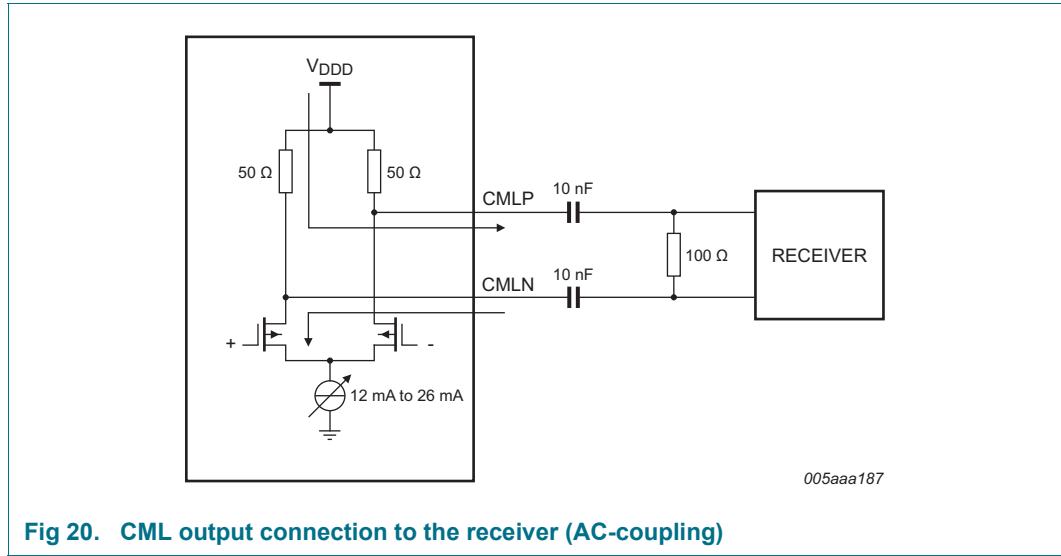 VDDD
50 Ω
50 Ω
CMLP
10 nF
100 Ω
RECEIVER
CMLN
10 nF
+
-
12 mA to 26 mA
005aaa187
Fig 20. CML output connection to the receiver (AC-coupling)